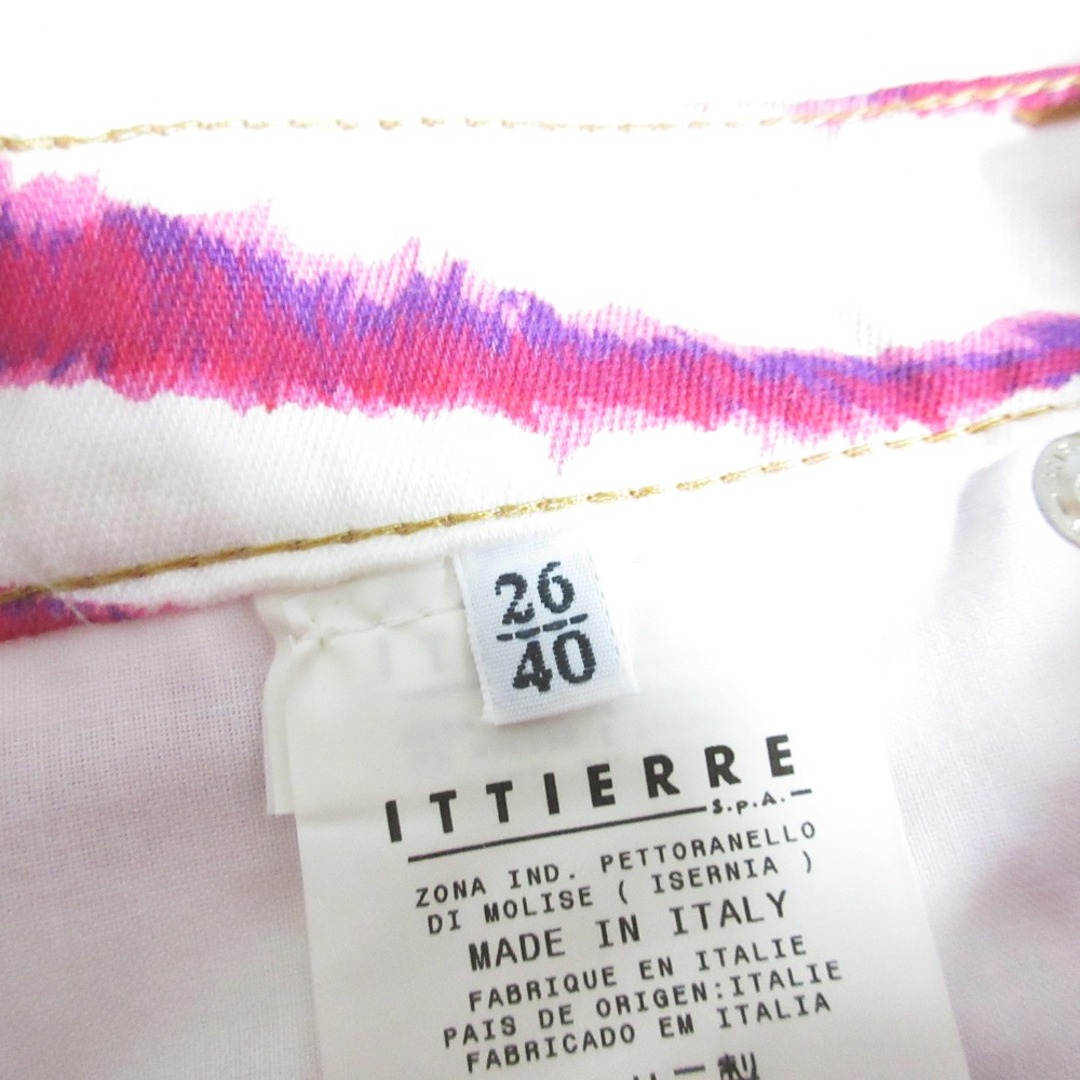 26
40
ITTIERRE
S.p.A.
ZONA IND. PETTORANELLO
DI MOLISE ( ISERNIA )
MADE IN ITALY
FABRIQUE EN ITALIE
PAIS DE ORIGEN:ITALIE
FABRICADO EM ITALIA